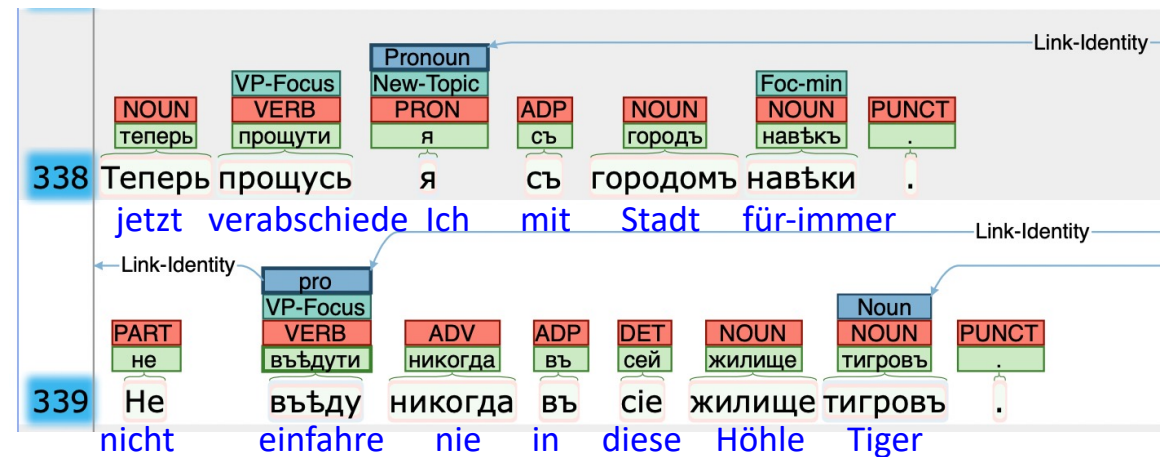 Link-Identity
Pronoun
VP-Focus New-Topic Foc-min
NOUN VERB PRON ADP NOUN NOUN PUNCT
теперь прощути я съ городъ навѣкъ .
338 Теперь прощусь я съ городомъ навѣки .
jetzt verabschiede Ich mit Stadt für-immer
Link-Identity
Link-Identity
pro
VP-Focus Noun
PART VERB ADV ADP DET NOUN NOUN PUNCT
не въѣдути никогда въ сей жилище тигровъ .
339 Не въѣду никогда въ сіе жилище тигровъ .
nicht einfahre nie in diese Höhle Tiger